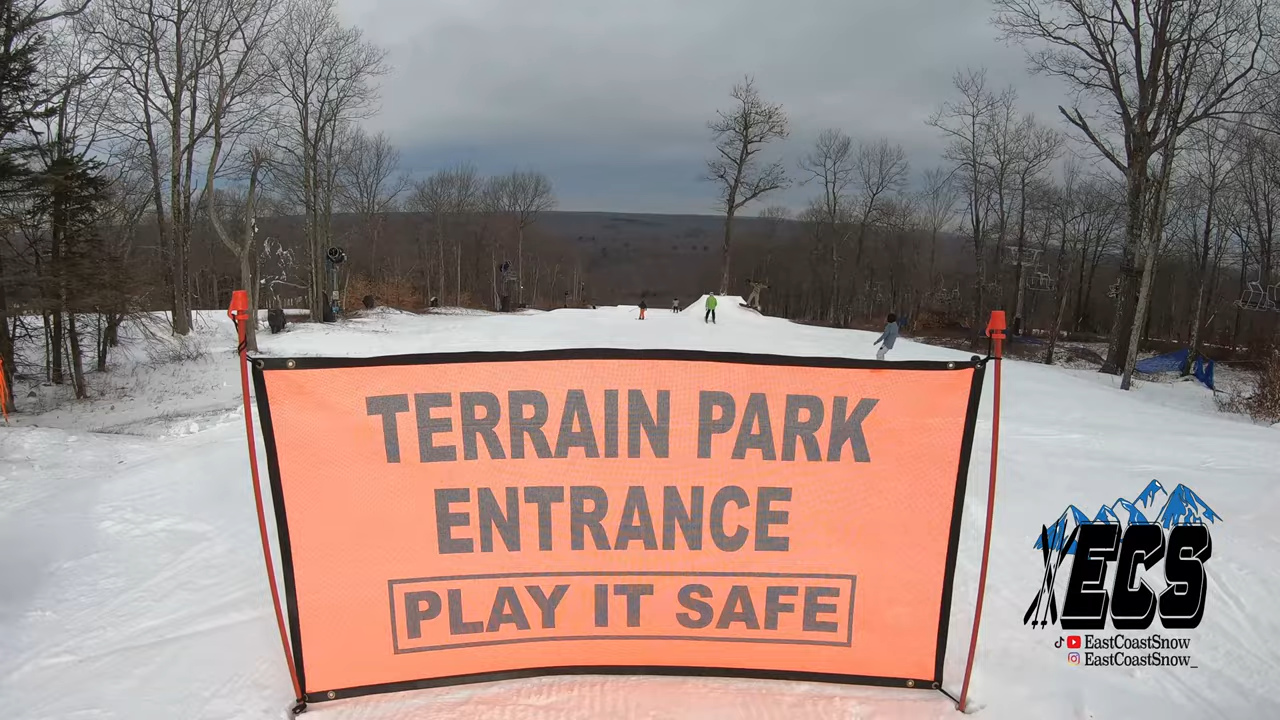 TERRAIN PARK
ENTRANCE
PLAY IT SAFE
ECS
EastCoastSnow
EastCoastSnow_